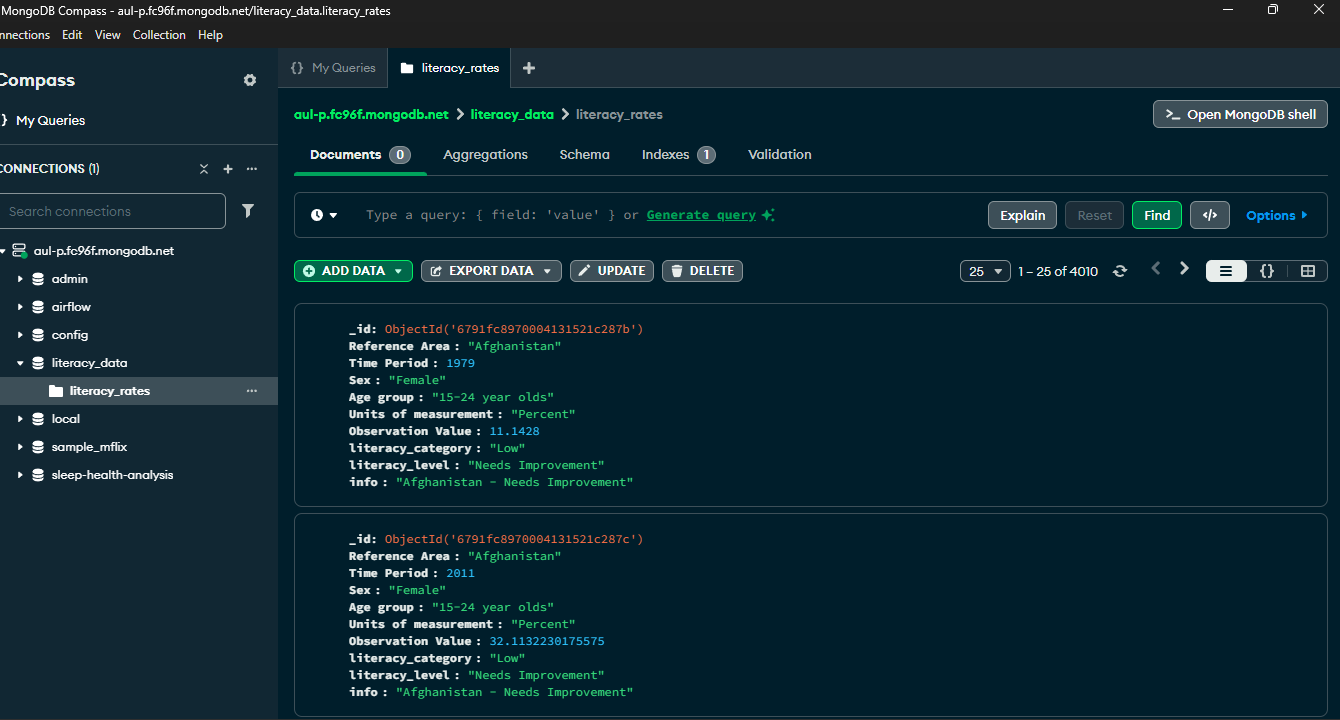 MongoDB Compass - aul-p.fc96f.mongodb.net/literacy_data.literacy_rates
nnections Edit View Collection Help
Compass
{} My Queries
literacy_rates
} My Queries
aul-p.fc96f.mongodb.net > literacy_data > literacy_rates
>_ Open MongoDB shell
Documents 0 Aggregations Schema Indexes 1 Validation
CONNECTIONS (1)
Search connections
Type a query: { field: 'value' } or Generate query
Explain Reset Find </> Options
aul-p.fc96f.mongodb.net
admin
airflow
config
literacy_data
literacy_rates
local
sample_mflix
sleep-health-analysis
ADD DATA EXPORT DATA UPDATE DELETE
25 1 – 25 of 4010 {}
_id: ObjectId('6791fc8970004131521c287b')
Reference Area : "Afghanistan"
Time Period : 1979
Sex : "Female"
Age group : "15-24 year olds"
Units of measurement : "Percent"
Observation Value : 11.1428
literacy_category : "Low"
literacy_level : "Needs Improvement"
info : "Afghanistan - Needs Improvement"
_id: ObjectId('6791fc8970004131521c287c')
Reference Area : "Afghanistan"
Time Period : 2011
Sex : "Female"
Age group : "15-24 year olds"
Units of measurement : "Percent"
Observation Value : 32.1132230175575
literacy_category : "Low"
literacy_level : "Needs Improvement"
info : "Afghanistan - Needs Improvement"